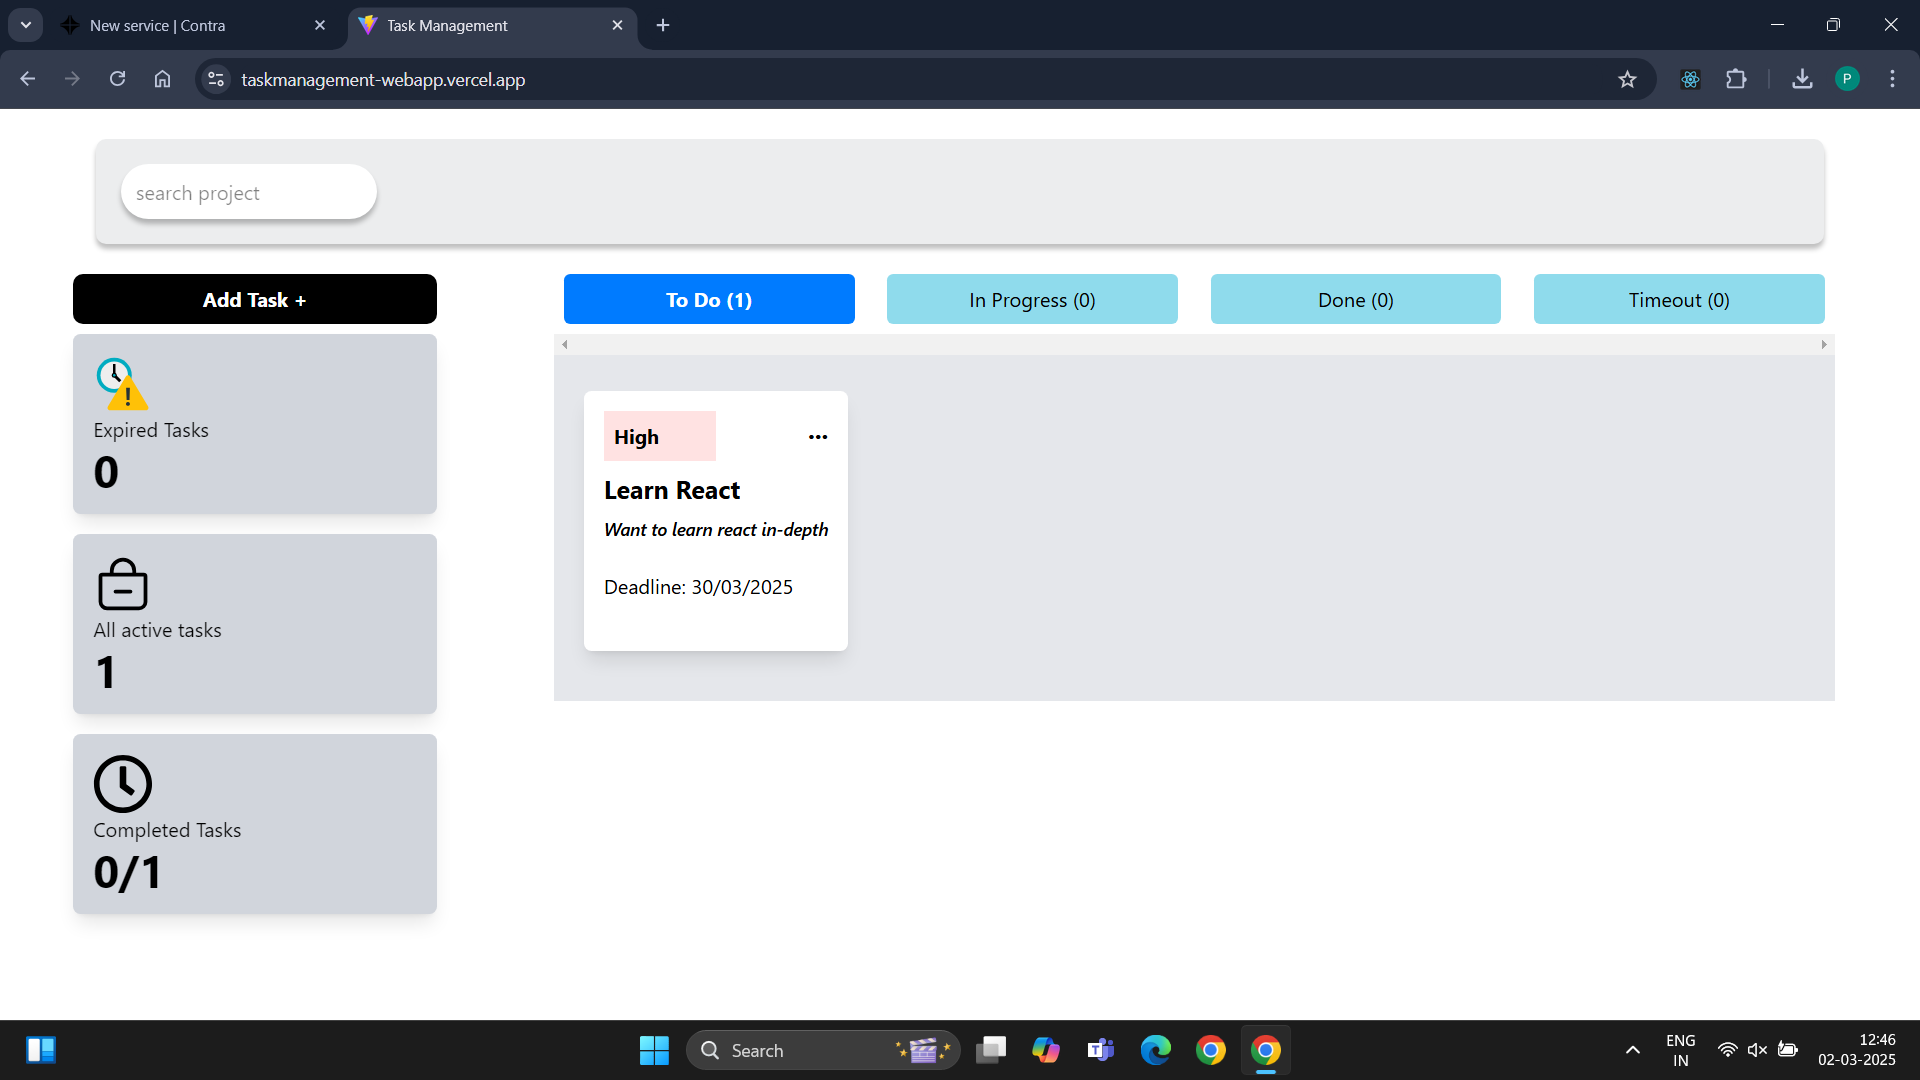 New service | Contra
Task Management
taskmanagement-webapp.vercel.app
P
search project
Add Task +
To Do (1)
In Progress (0)
Done (0)
Timeout (0)
Expired Tasks
0
High
Learn React
Want to learn react in-depth
Deadline: 30/03/2025
All active tasks
1
Completed Tasks
0/1
Search
ENG
IN
12:46
02-03-2025